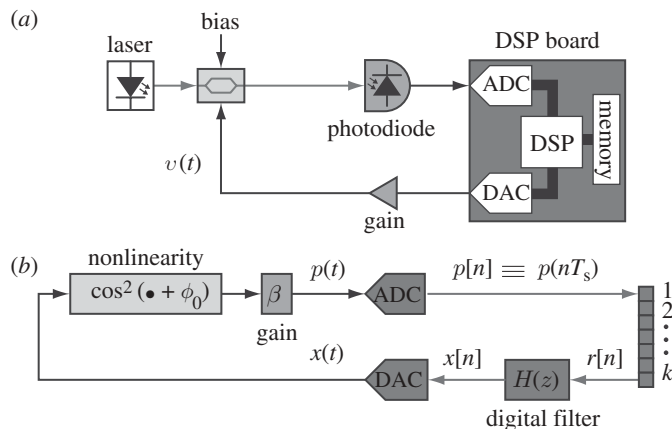 (a)
laser
bias
DSP board
ADC
DSP
memory
photodiode
υ(t)
DAC
gain
(b)
nonlinearity
cos² (• + ϕ₀)
β
p(t)
ADC
p[n] ≡ p(nTₛ)
1
2
k
gain
x(t)
DAC
x[n]
H(z)
r[n]
digital filter